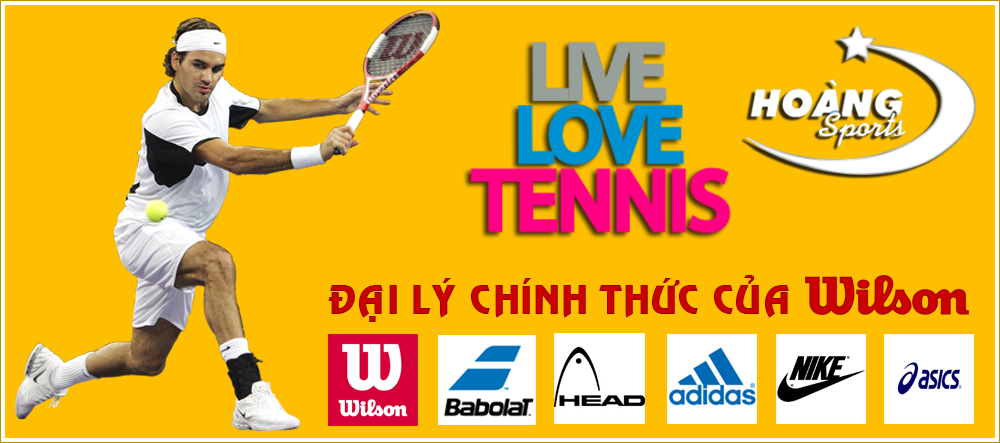 LIVE
LOVE
TENNIS
HOÀNG
Sports
ĐẠI LÝ CHÍNH THỨC CỦA Wilson
W
Wilson
BabolaT
HEAD
adidas
NIKE
asics
W